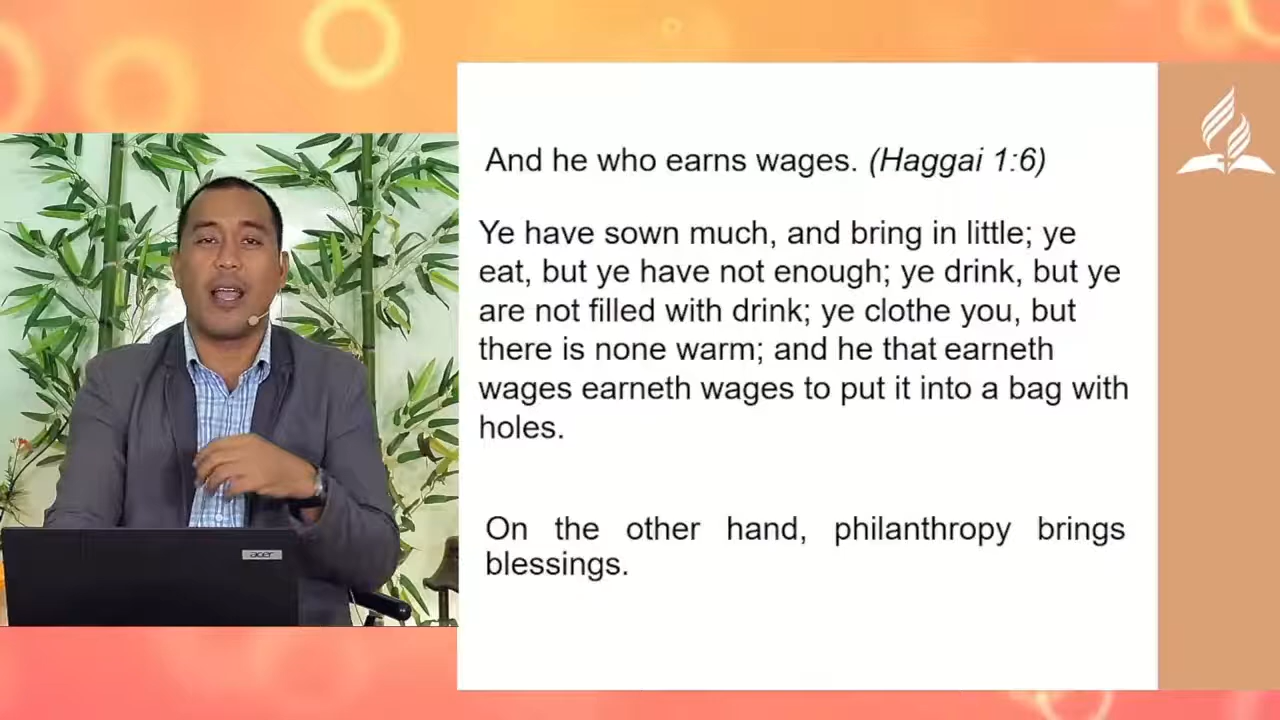 And he who earns wages. (Haggai 1:6)
Ye have sown much, and bring in little; ye
eat, but ye have not enough; ye drink, but ye
are not filled with drink; ye clothe you, but
there is none warm; and he that earneth
wages earneth wages to put it into a bag with
holes.
On the other hand, philanthropy brings
blessings.
acer